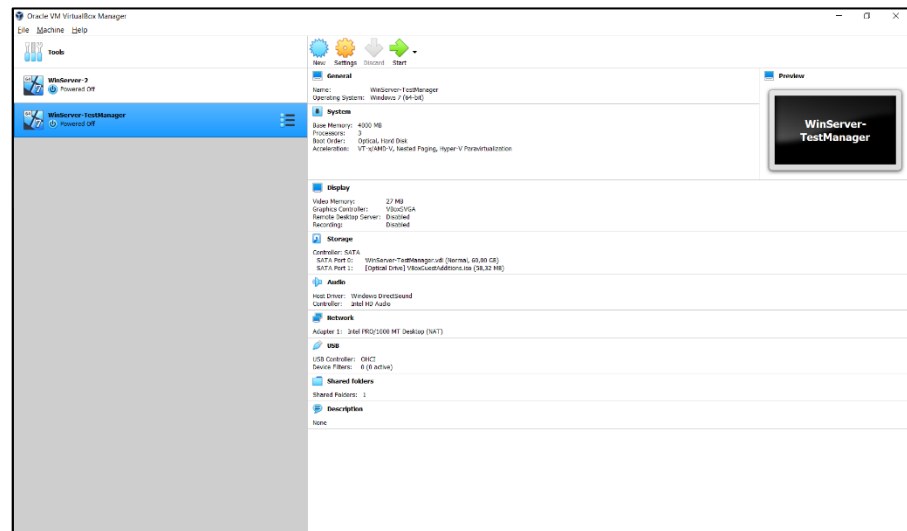 Oracle VM VirtualBox Manager
File Machine Help
Tools
WinServer-2
Powered Off
WinServer-TestManager
Powered Off
New Settings Discard Start
General
Name: WinServer-TestManager
Operating System: Windows 7 (64-bit)
Preview
WinServer-
TestManager
System
Base Memory: 4000 MB
Processors: 3
Boot Order: Optical, Hard Disk
Acceleration: VT-x/AMD-V, Nested Paging, Hyper-V Paravirtualization
Display
Video Memory: 27 MB
Graphics Controller: VBoxSVGA
Remote Desktop Server: Disabled
Recording: Disabled
Storage
Controller: SATA
SATA Port 0: WinServer-TestManager.vdi (Normal, 60,00 GB)
SATA Port 1: [Optical Drive] VBoxGuestAdditions.iso (58,32 MB)
Audio
Host Driver: Windows DirectSound
Controller: Intel HD Audio
Network
Adapter 1: Intel PRO/1000 MT Desktop (NAT)
USB
USB Controller: OHCI
Device Filters: 0 (0 active)
Shared folders
Shared Folders: 1
Description
None